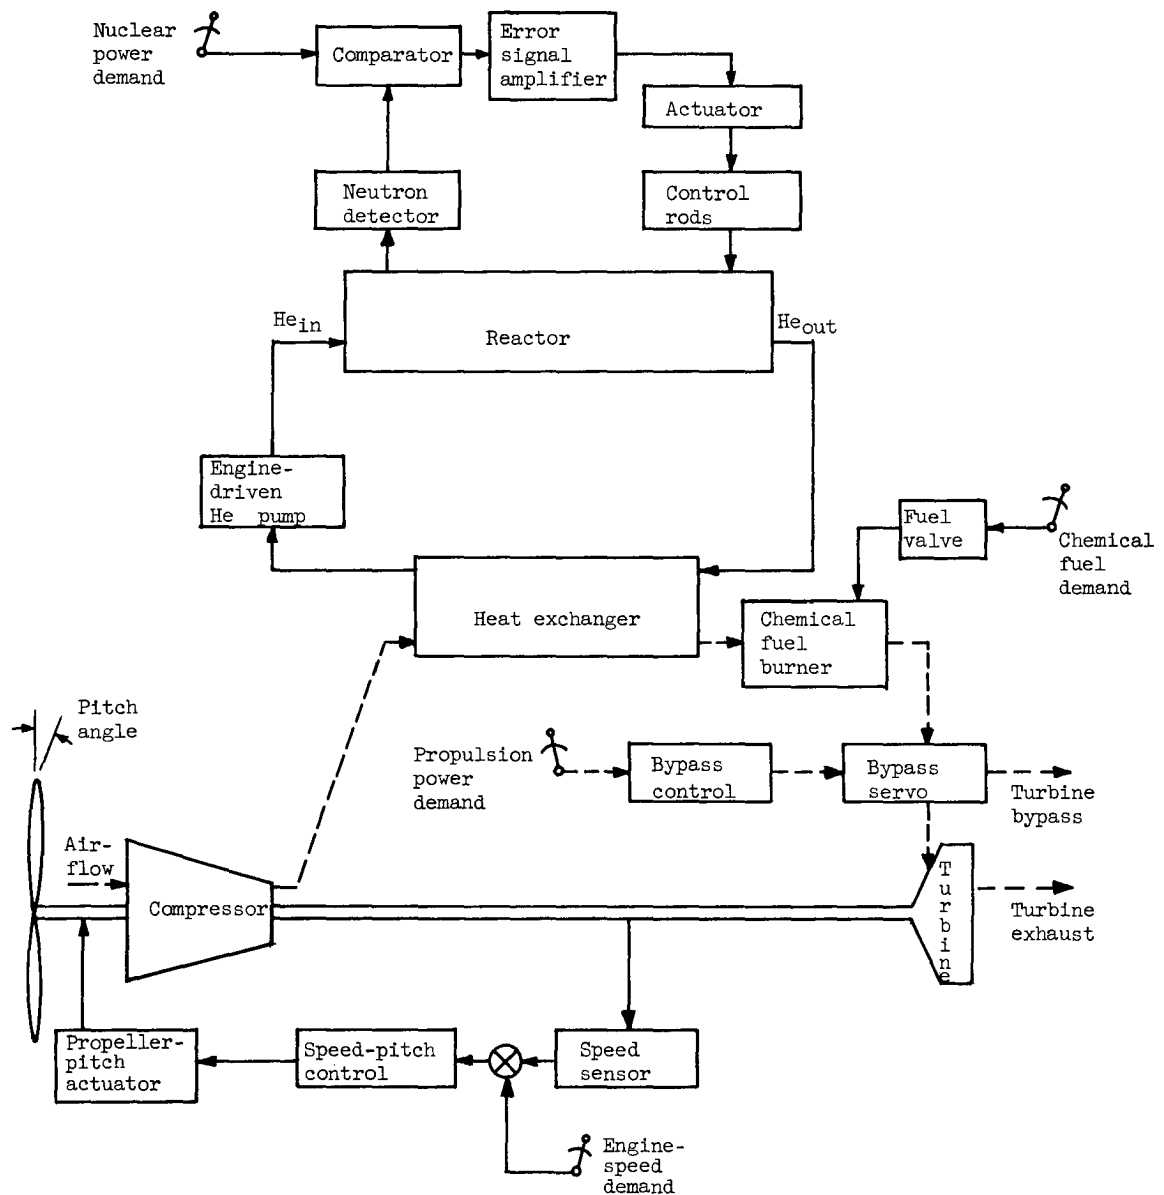 Nuclear
power
demand
Comparator
Error
signal
amplifier
Actuator
Neutron
detector
Control
rods
He in
Reactor
He out
Engine-
driven
He pump
Fuel
valve
Chemical
fuel
demand
Heat exchanger
Chemical
fuel
burner
Pitch
angle
Propulsion
power
demand
Bypass
control
Bypass
servo
Turbine
bypass
Air-
flow
Compressor
Turbine
Turbine
exhaust
Propeller-
pitch
actuator
Speed-pitch
control
Speed
sensor
Engine-
speed
demand